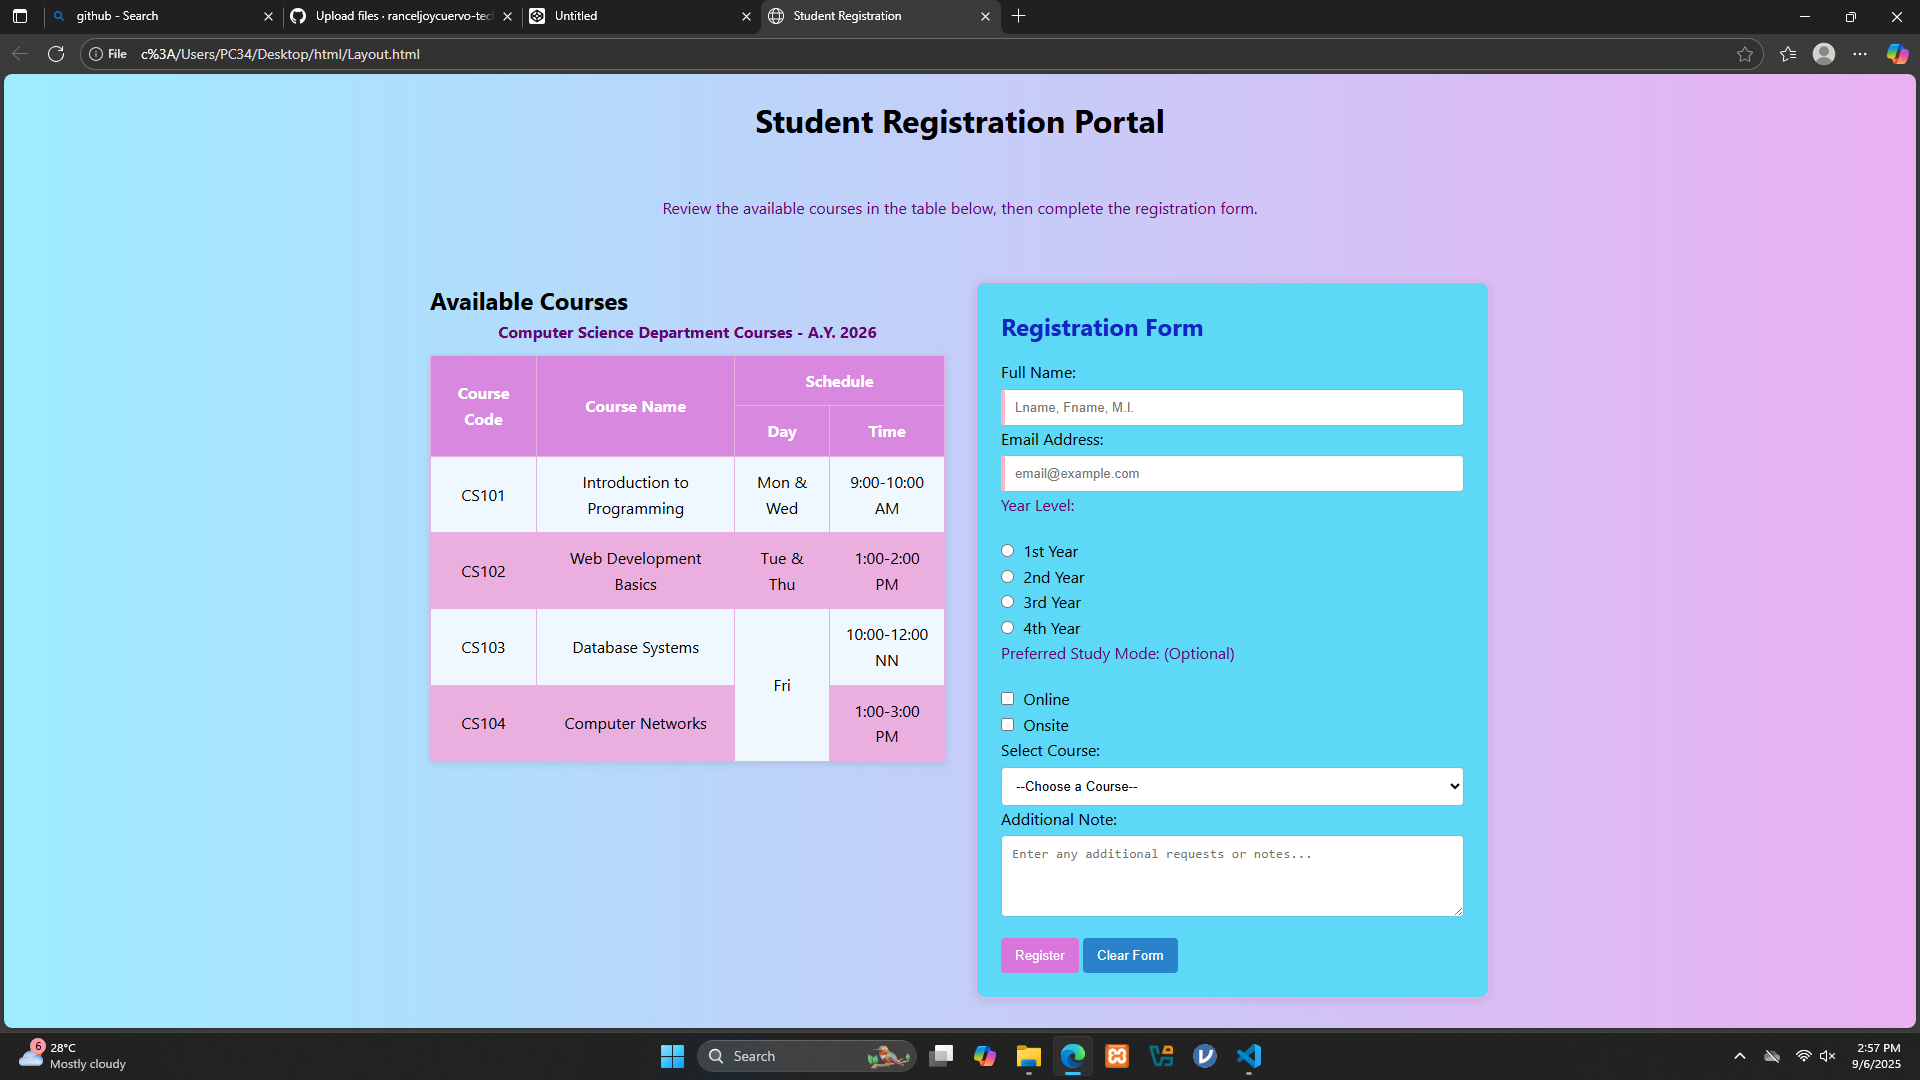 github - Search
Upload files · ranceljoycuervo-tec
Untitled
Student Registration
File
c%3A/Users/PC34/Desktop/html/Layout.html
Student Registration Portal
Review the available courses in the table below, then complete the registration form.
Available Courses
Computer Science Department Courses - A.Y. 2026
Course Code
Course Name
Schedule
Day
Time
CS101
Introduction to Programming
Mon & Wed
9:00-10:00 AM
CS102
Web Development Basics
Tue & Thu
1:00-2:00 PM
CS103
Database Systems
Fri
10:00-12:00 NN
CS104
Computer Networks
1:00-3:00 PM
Registration Form
Full Name:
Lname, Fname, M.I.
Email Address:
email@example.com
Year Level:
1st Year
2nd Year
3rd Year
4th Year
Preferred Study Mode: (Optional)
Online
Onsite
Select Course:
--Choose a Course--
Additional Note:
Enter any additional requests or notes...
Register
Clear Form
6
28°C
Mostly cloudy
Search
2:57 PM
9/6/2025